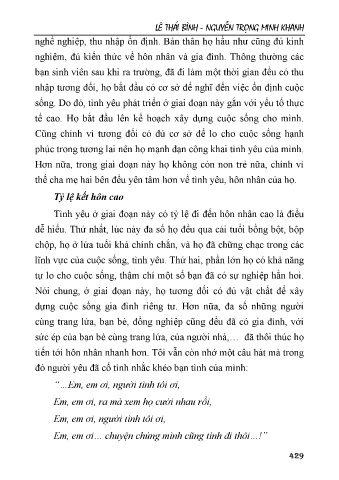 LÊ THÁI BÌNH - NGUYỄN TRỌNG MINH KHANH
nghề nghiệp, thu nhập ổn định. Bản thân họ hầu như cũng đủ kinh
nghiệm, đủ kiến thức về hôn nhân và gia đình. Thông thường các
bạn sinh viên sau khi ra trường, đã đi làm một thời gian đều có thu
nhập tương đối, họ bắt đầu có cơ sở để nghĩ đến việc ổn định cuộc
sống. Do đó, tình yêu phát triển ở giai đoạn này gắn với yếu tố thực
tế cao. Họ bắt đầu lên kế hoạch xây dựng cuộc sống cho mình.
Cũng chính vì tương đối có đủ cơ sở để lo cho cuộc sống hạnh
phúc trong tương lai nên họ mạnh dạn công khai tình yêu của mình.
Hơn nữa, trong giai đoạn này họ không còn non trẻ nữa, chính vì
thế cha mẹ hai bên đều yên tâm hơn về tình yêu, hôn nhân của họ.
Tỷ lệ kết hôn cao
Tình yêu ở giai đoạn này có tỷ lệ đi đến hôn nhân cao là điều
dễ hiểu. Thứ nhất, lúc này đa số họ đều qua cái tuổi bồng bột, bộp
chộp, họ ở lứa tuổi khá chính chắn, và họ đã chững chạc trong các
lĩnh vực của cuộc sống, tình yêu. Thứ hai, phần lớn họ có khả năng
tự lo cho cuộc sống, thậm chí một số bạn đã có sự nghiệp hẳn hoi.
Nói chung, ở giai đoạn này, họ tương đối có đủ vật chất để xây
dựng cuộc sống gia đình riêng tư. Hơn nữa, đa số những người
cùng trang lứa, bạn bè, đồng nghiệp cũng đều đã có gia đình, với
sức ép của bạn bè cùng trang lứa, của người nhà,… đã thôi thúc họ
tiến tới hôn nhân nhanh hơn. Tôi vẫn còn nhớ một câu hát mà trong
đó người yêu đã cố tình nhắc khéo bạn tình của mình:
“…Em, em ơi, người tình tôi ơi,
Em, em ơi, ra mà xem họ cưới nhau rồi,
Em, em ơi, người tình tôi ơi,
Em, em ơi… chuyện chúng mình cũng tính đi thôi…!”
429